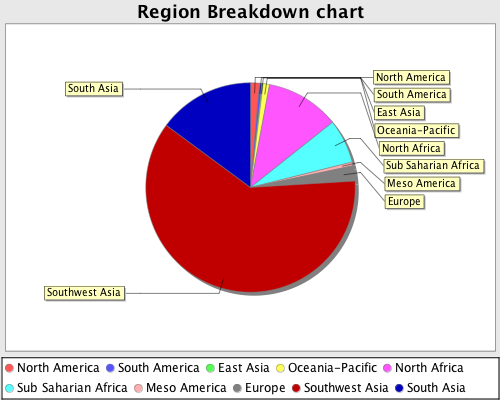 Region Breakdown chart
North America
South Asia
South America
East Asia
Oceania-Pacific
North Africa
Sub Saharian Africa
Meso America
Europe
Southwest Asia
North America South America East Asia Oceania-Pacific North Africa
Sub Saharian Africa Meso America Europe Southwest Asia South Asia